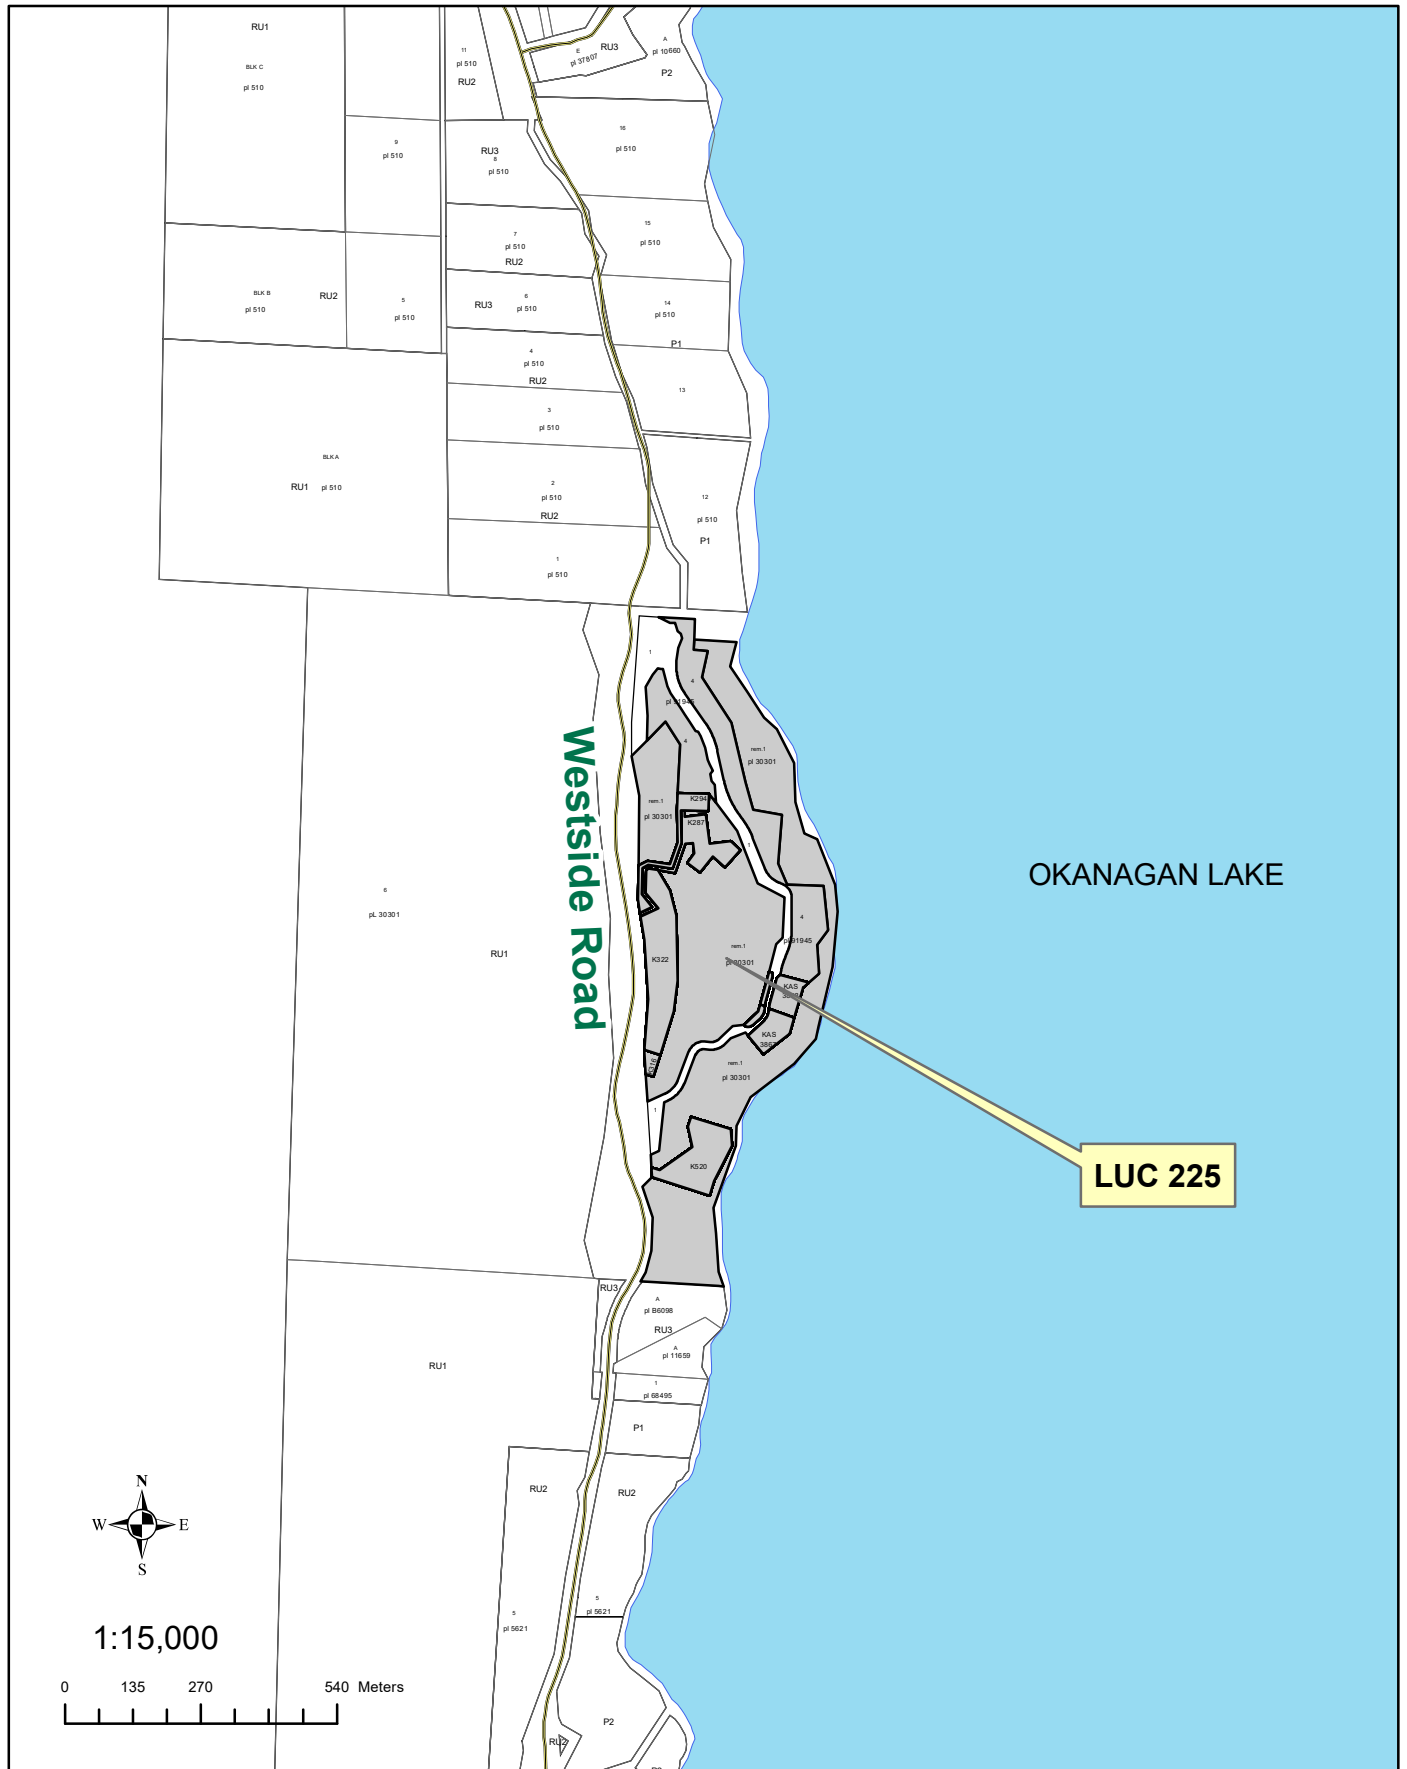 RU1
BLK C
pl 510
11
pl 510
RU2
E
pl 37807
RU3
A
pl 10660
P2
9
pl 510
RU3
8
pl 510
16
pl 510
7
pl 510
RU2
15
pl 510
BLK B
pl 510
RU2
5
pl 510
RU3
6
pl 510
14
pl 510
P1
4
pl 510
RU2
13
3
pl 510
BLK A
RU1
pl 510
2
pl 510
RU2
12
pl 510
P1
1
pl 510
1
4
pl 91945
4
rem.1
pl 30301
rem.1
pl 30301
K294
K287
1
Westside Road
OKANAGAN LAKE
6
pL 30301
RU1
4
pl 91945
K322
rem.1
pl 30301
KAS
KAS
rem.1
pl 30301
1
K520
LUC 225
RU3
A
pl B6098
RU3
A
pl 11659
RU1
1
pl 68495
P1
RU2
RU2
N
W
E
S
5
pl 5621
5
pl 5621
1:15,000
0 135 270 540 Meters
P2
RU2